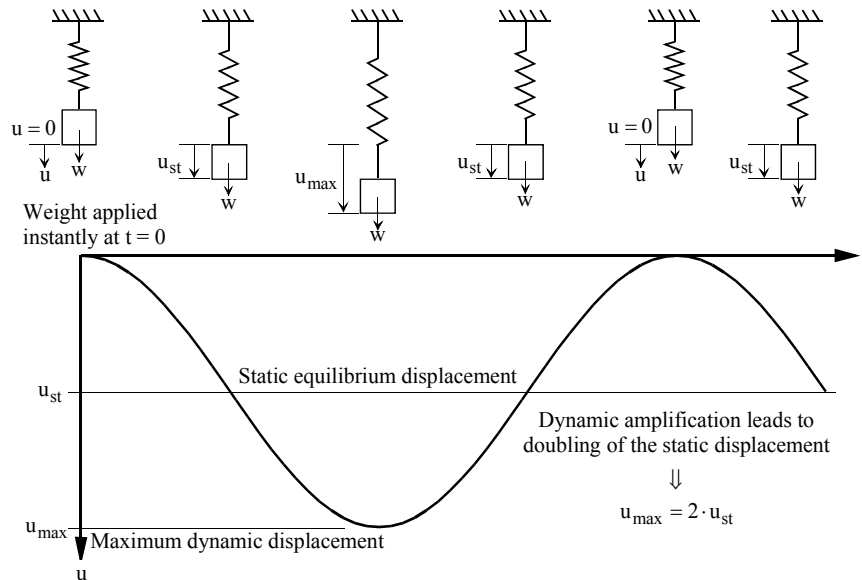 u = 0
u
w
u_st
w
u_max
w
u_st
w
u = 0
u
w
u_st
w
Weight applied
instantly at t = 0
Static equilibrium displacement
u_st
Dynamic amplification leads to
doubling of the static displacement
⇓
u_max = 2 · u_st
u_max
Maximum dynamic displacement
u